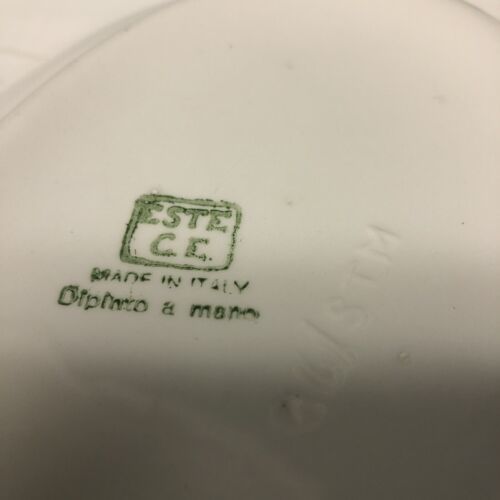 ESTE
C.E.
MADE IN ITALY
Dipinto a mano